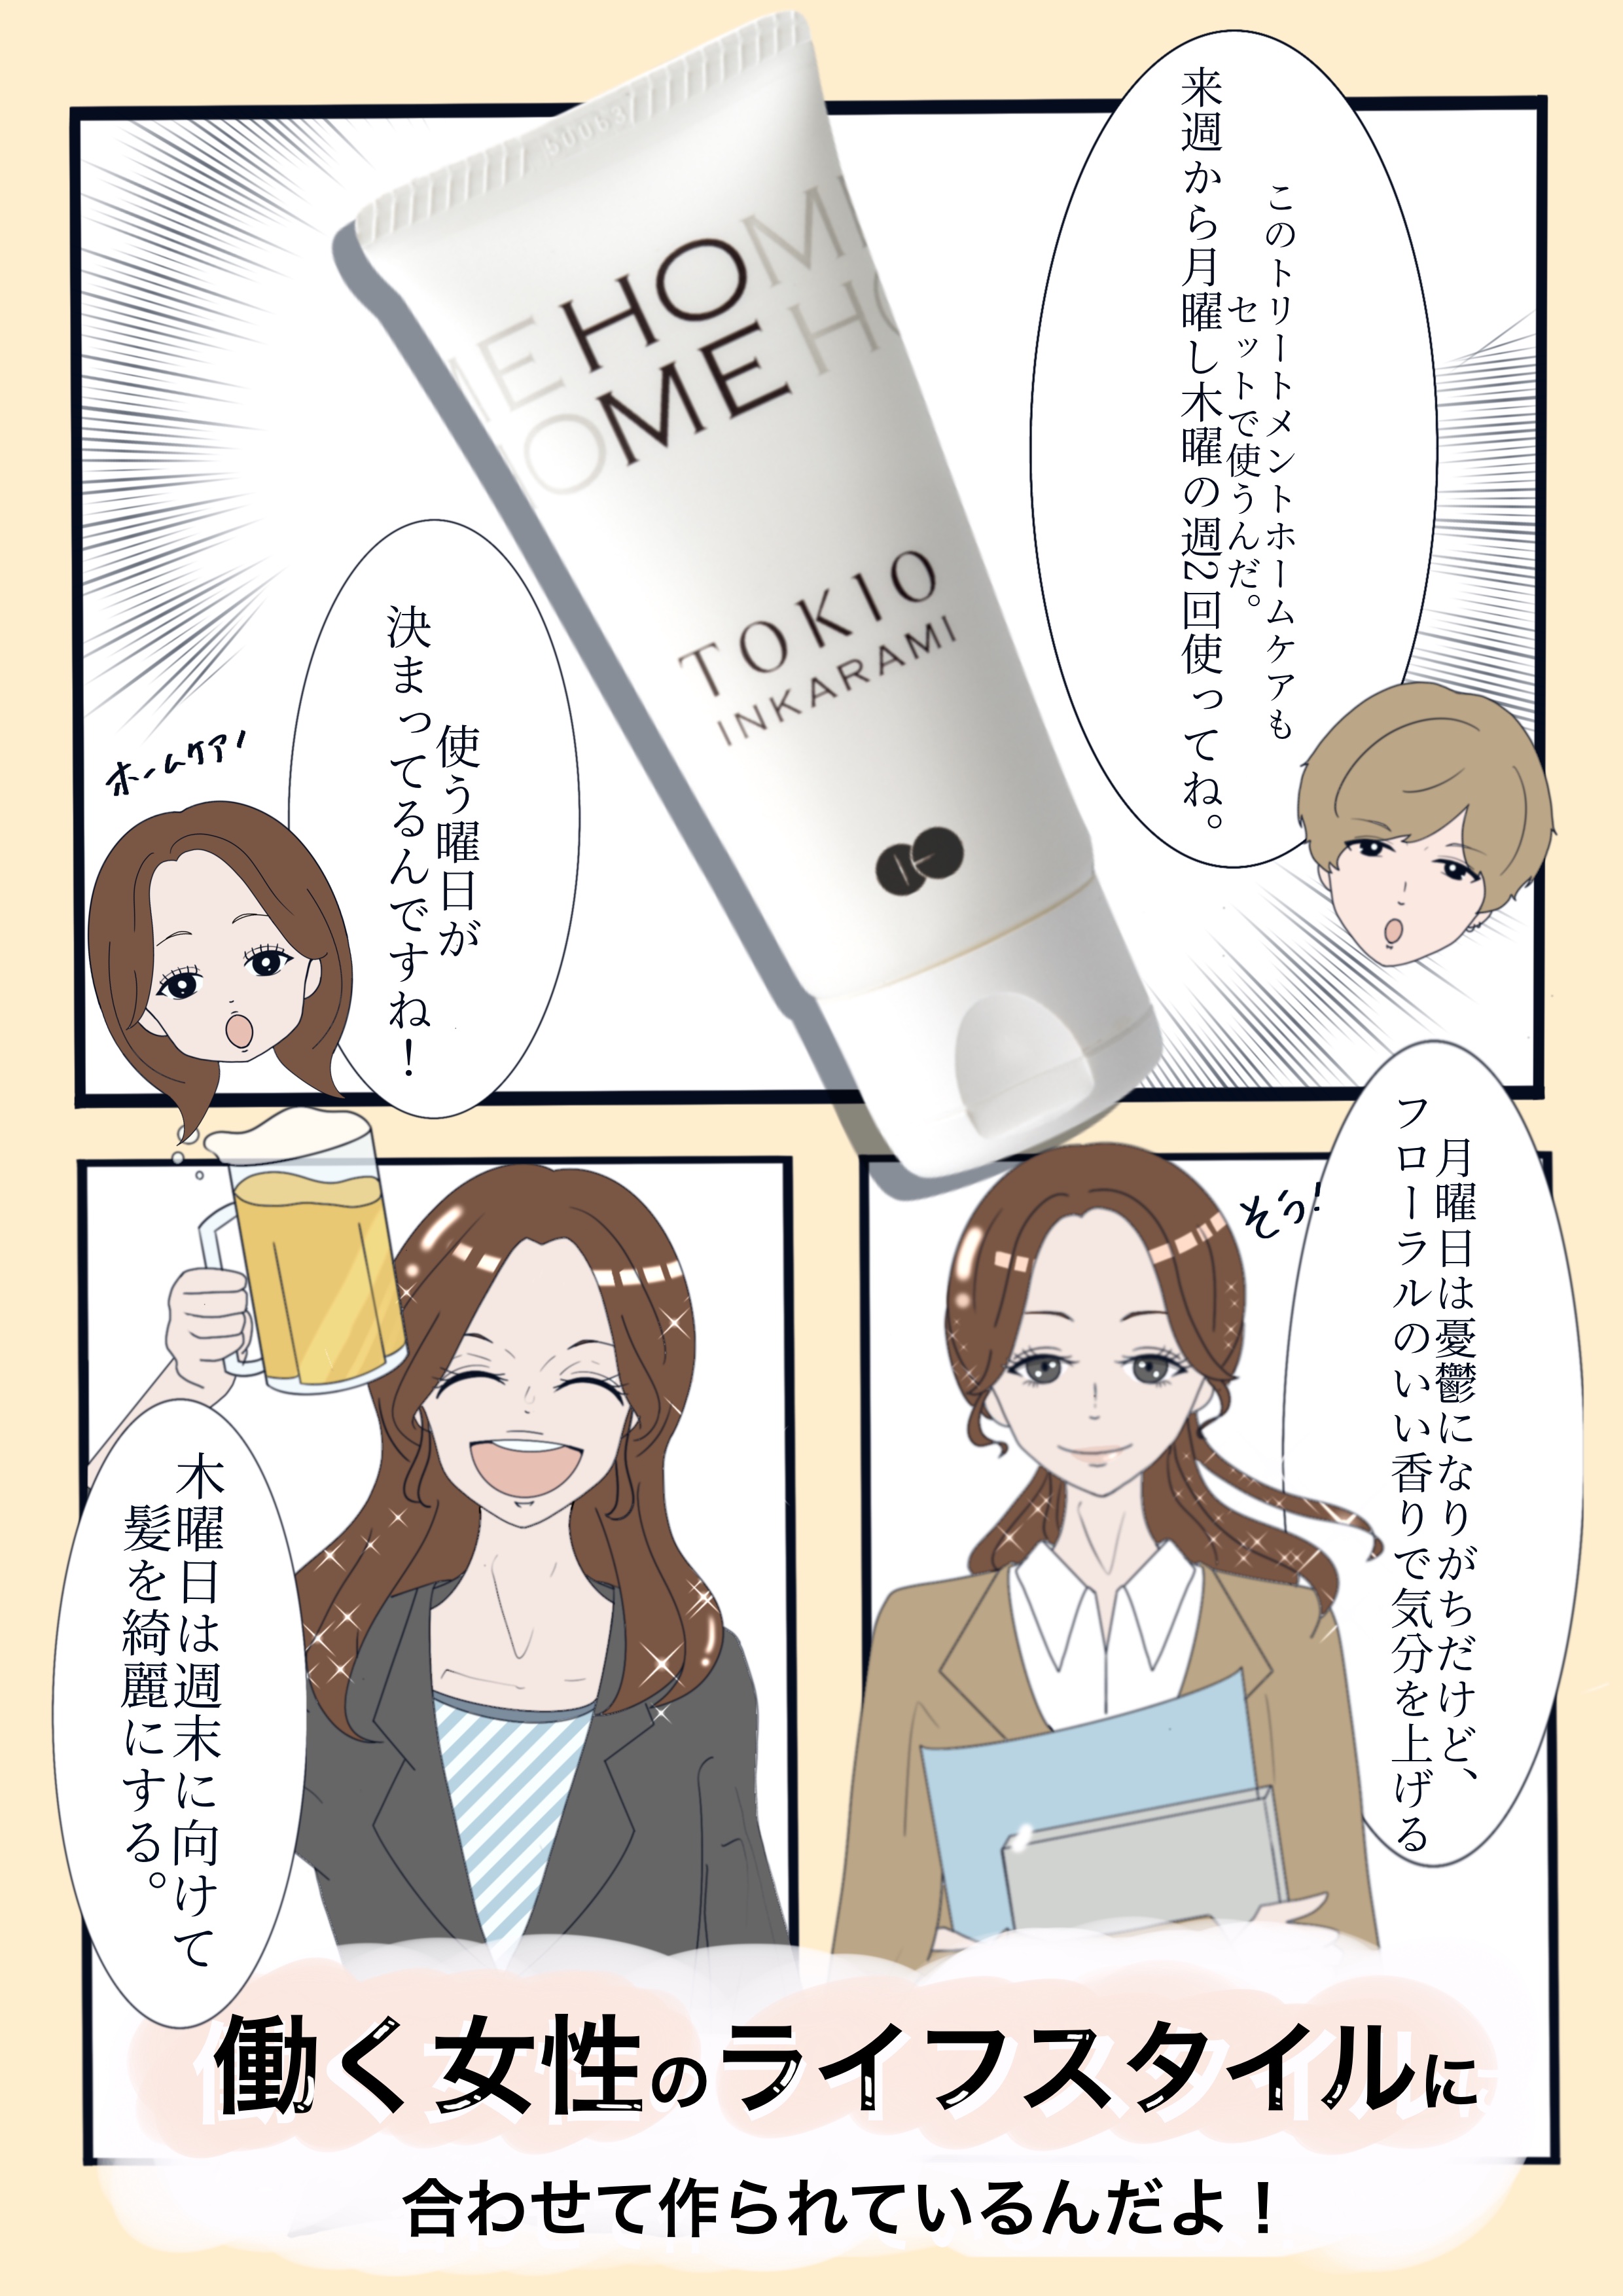 このトリートメントホームケアも
セットで使うんだ。
来週から月曜し木曜の週2回使ってね。
50063
HOME
HOME
HO
ME
TOKIO
INKARAMI
使う曜日が
決まってるんですね！
ホームケア！
そう！
月曜日は憂鬱になりがちだけど、
フローラルのいい香りで気分を上げる
木曜日は週末に向けて
髪を綺麗にする。
働く女性のライフスタイルに
合わせて作られているんだよ！